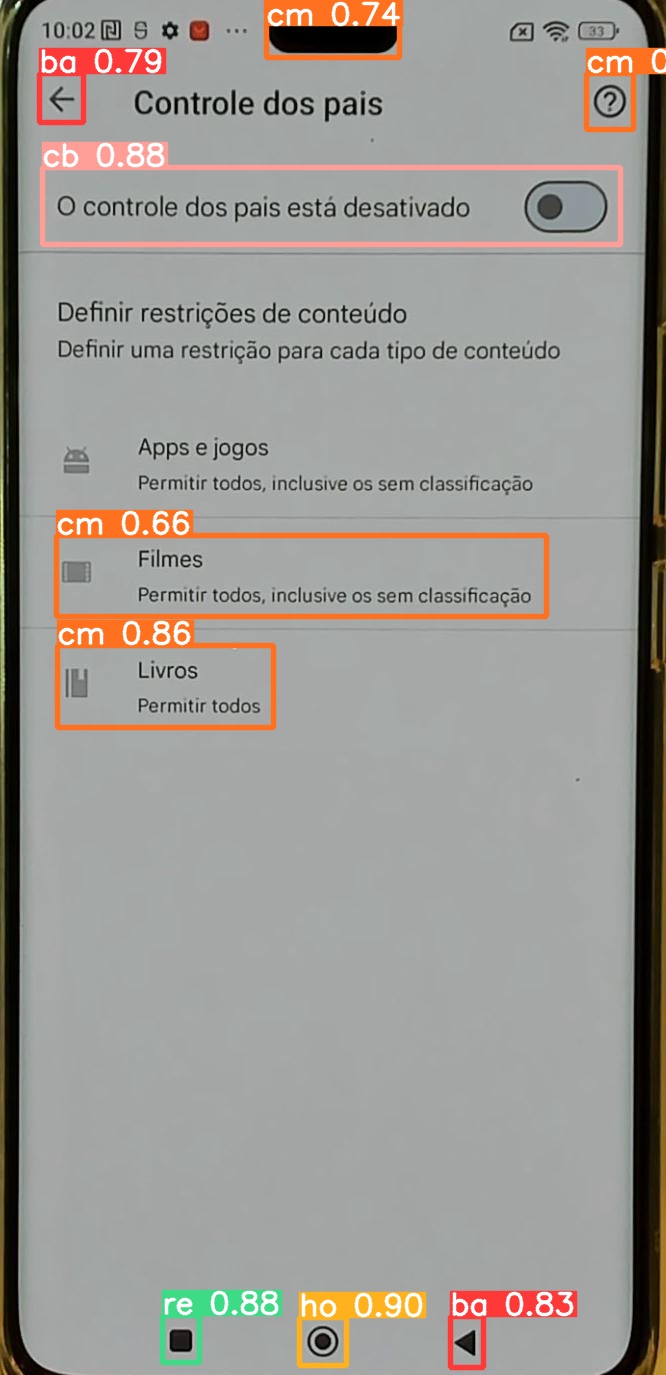 cm 0.74
10:02
33
ba 0.79
cm 0
Controle dos pais
cb 0.88
O controle dos pais está desativado
Definir restrições de conteúdo
Definir uma restrição para cada tipo de conteúdo
Apps e jogos
Permitir todos, inclusive os sem classificação
cm 0.66
Filmes
Permitir todos, inclusive os sem classificação
cm 0.86
Livros
Permitir todos
re 0.88
ho 0.90
ba 0.83